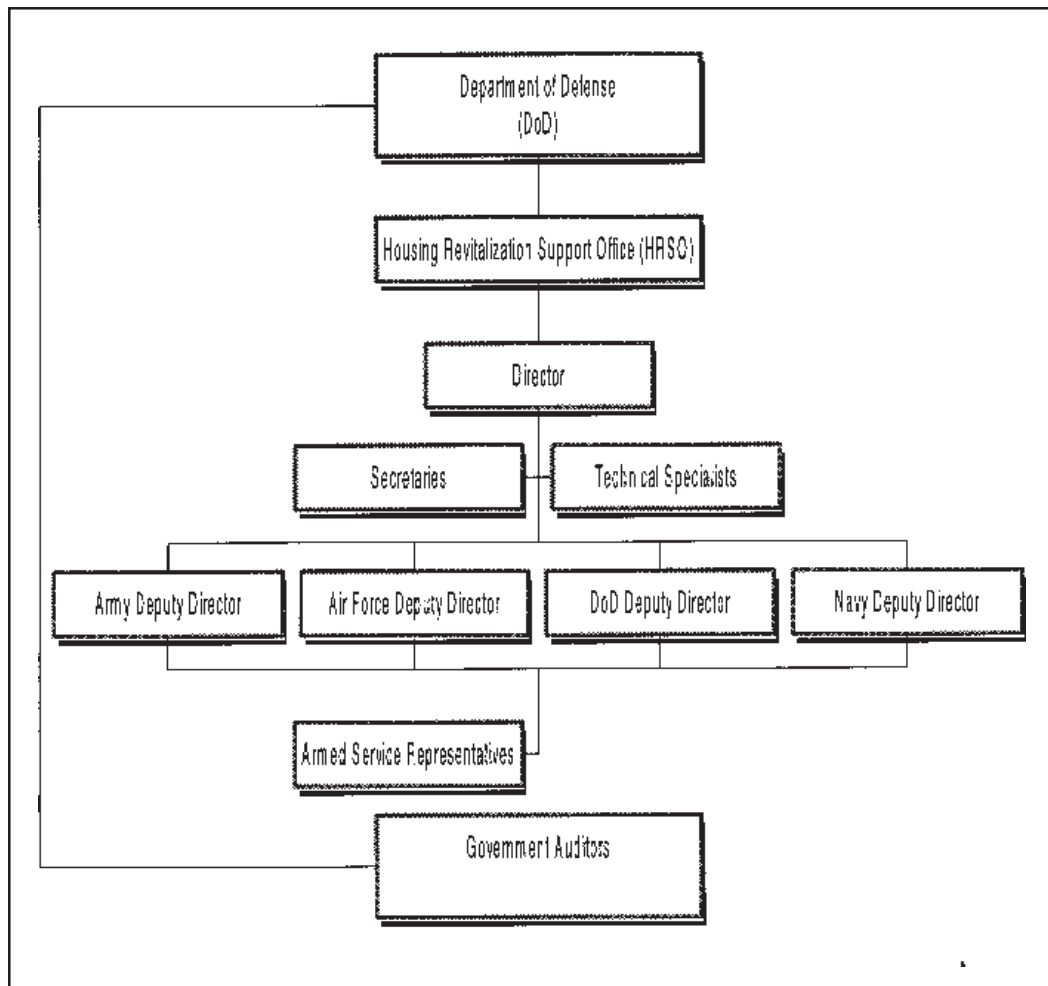 Department of Defense
(DoD)
Housing Revitalization Support Office (HRSO)
Director
Secretaries
Technical Specialists
Army Deputy Director
Air Force Deputy Director
DoD Deputy Director
Navy Deputy Director
Armed Service Representatives
Government Auditors